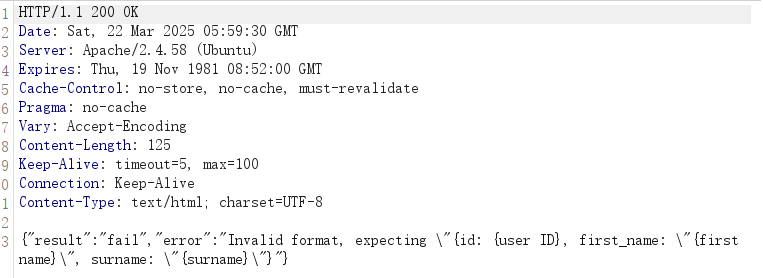 1 HTTP/1.1 200 OK
2 Date: Sat, 22 Mar 2025 05:59:30 GMT
3 Server: Apache/2.4.58 (Ubuntu)
4 Expires: Thu, 19 Nov 1981 08:52:00 GMT
5 Cache-Control: no-store, no-cache, must-revalidate
6 Pragma: no-cache
7 Vary: Accept-Encoding
8 Content-Length: 125
9 Keep-Alive: timeout=5, max=100
0 Connection: Keep-Alive
1 Content-Type: text/html; charset=UTF-8
2
3 {"result":"fail","error":"Invalid format, expecting \"{id: {user ID}, first_name: \"{first
name}\", surname: \"{surname}\"}"}